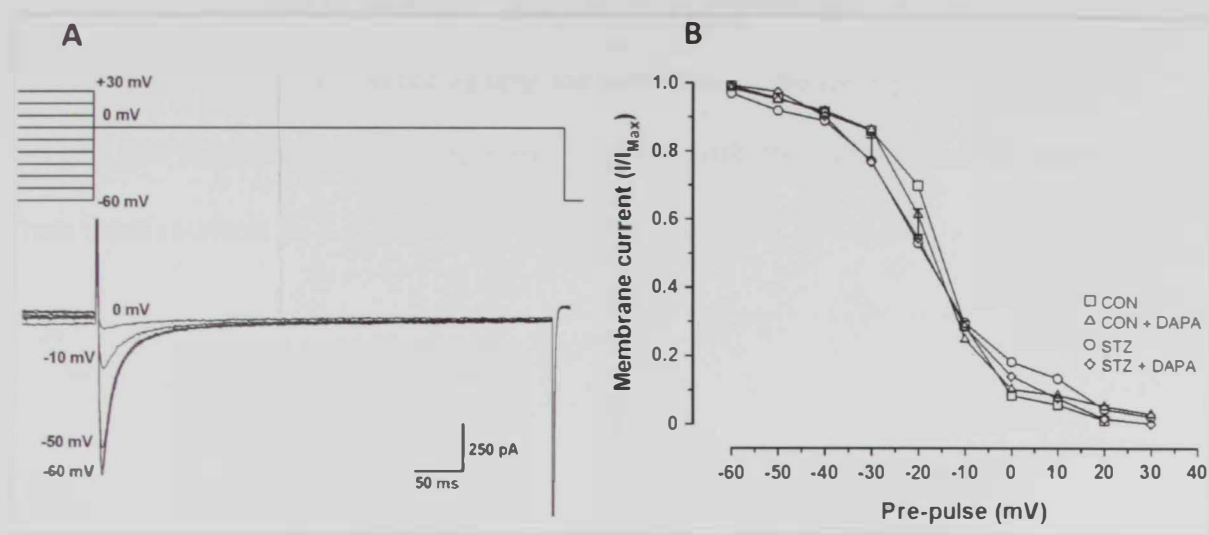 A
+30 mV
0 mV
-60 mV
0 mV
-10 mV
-50 mV
-60 mV
250 pA
50 ms
B
Membrane current (I/I_Max)
1.0
0.8
0.6
0.4
0.2
0
-60 -50 -40 -30 -20 -10 0 10 20 30 40
Pre-pulse (mV)
CON
CON + DAPA
STZ
STZ + DAPA